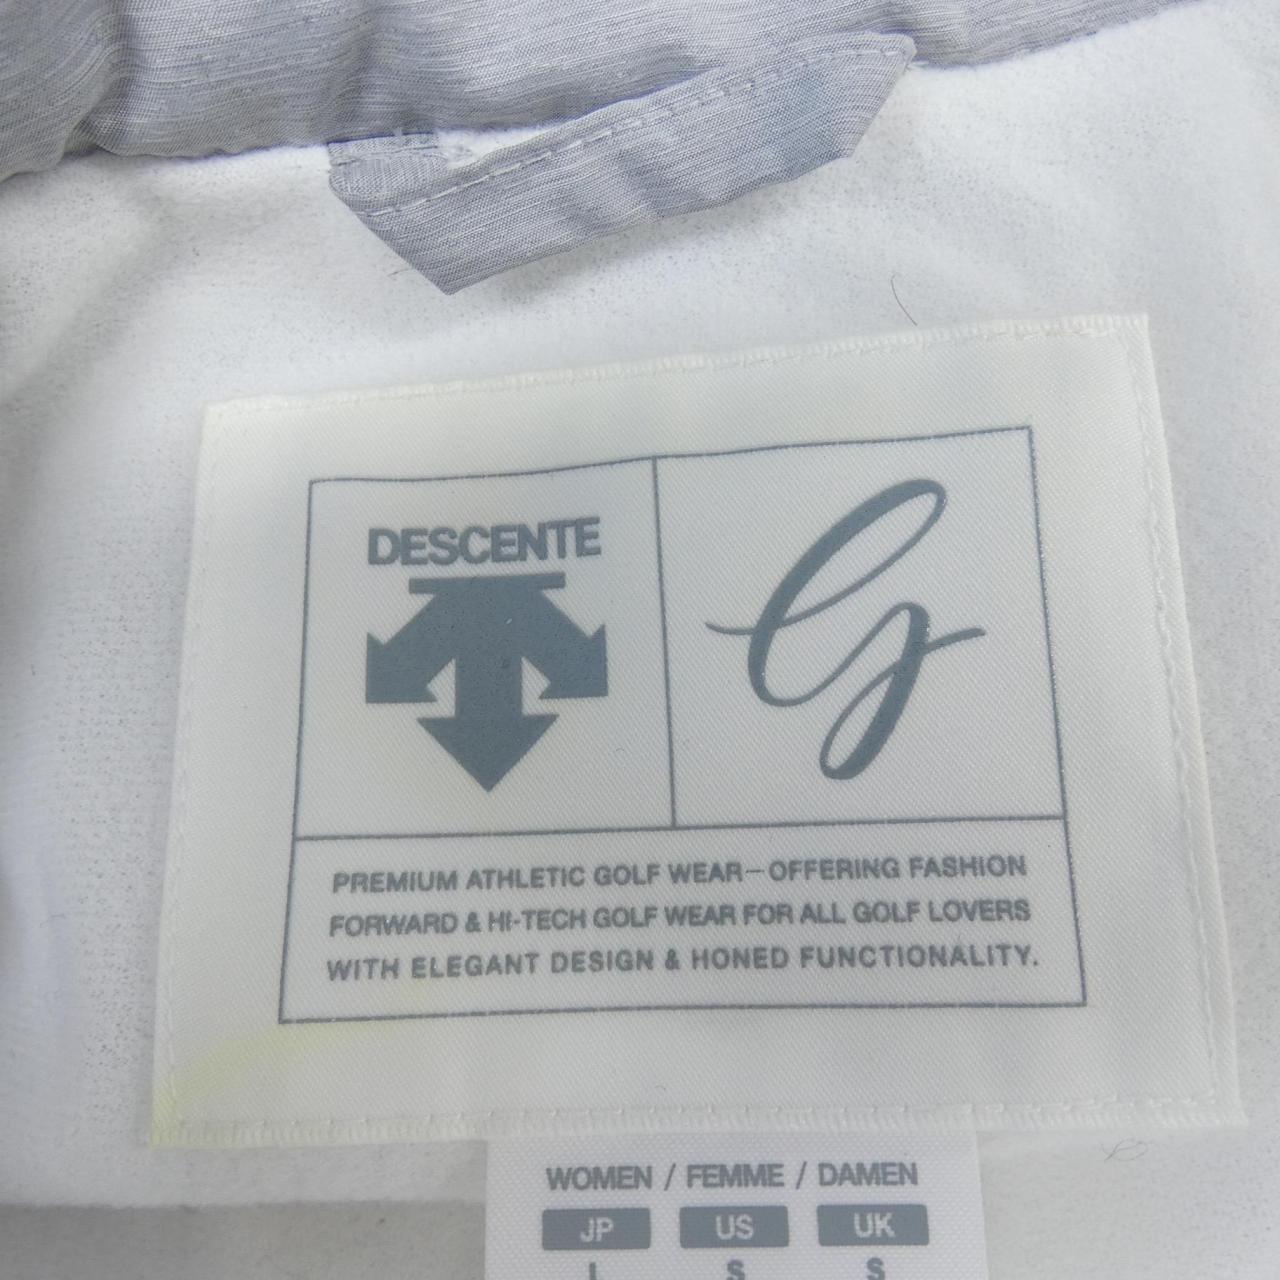 DESCENTE
G
PREMIUM ATHLETIC GOLF WEAR—OFFERING FASHION
FORWARD & HI-TECH GOLF WEAR FOR ALL GOLF LOVERS
WITH ELEGANT DESIGN & HONED FUNCTIONALITY.
WOMEN / FEMME / DAMEN
JP US UK
L S S